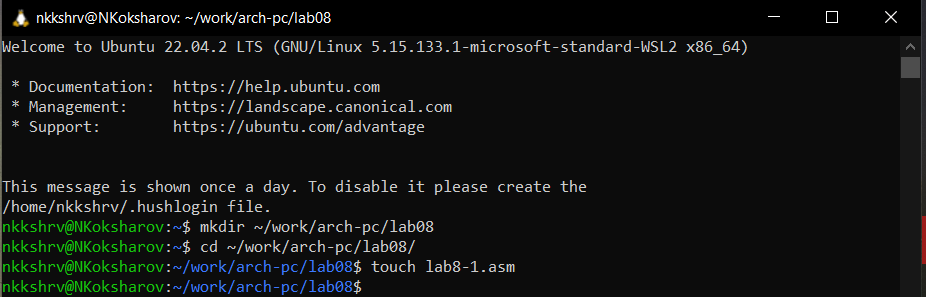 nkkshrv@NKoksharov: ~/work/arch-pc/lab08
Welcome to Ubuntu 22.04.2 LTS (GNU/Linux 5.15.133.1-microsoft-standard-WSL2 x86_64)
* Documentation:  https://help.ubuntu.com
* Management:     https://landscape.canonical.com
* Support:        https://ubuntu.com/advantage
This message is shown once a day. To disable it please create the
/home/nkkshrv/.hushlogin file.
nkkshrv@NKoksharov:~$ mkdir ~/work/arch-pc/lab08
nkkshrv@NKoksharov:~$ cd ~/work/arch-pc/lab08/
nkkshrv@NKoksharov:~/work/arch-pc/lab08$ touch lab8-1.asm
nkkshrv@NKoksharov:~/work/arch-pc/lab08$